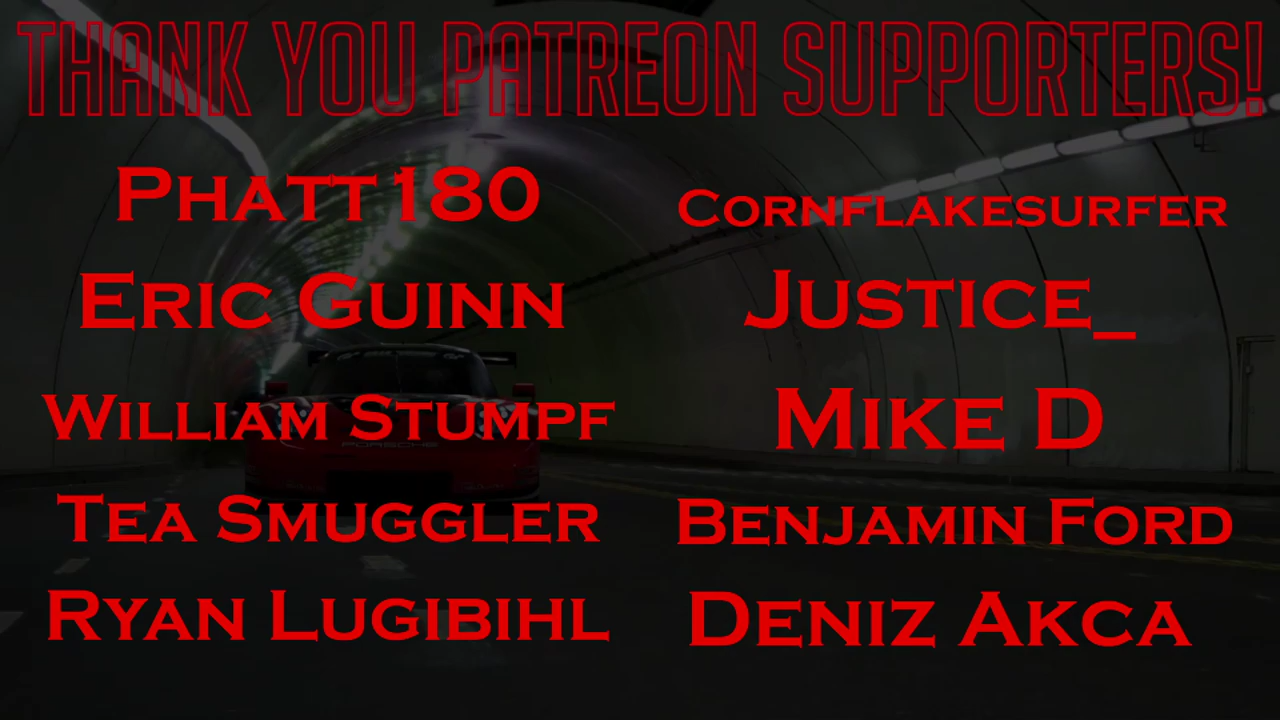 THANK YOU PATREON SUPPORTERS!
PHATT180
CORNFLAKESURFER
ERIC GUINN
JUSTICE_
WILLIAM STUMPF
MIKE D
PORSCHE
TEA SMUGGLER
BENJAMIN FORD
RYAN LUGIBIHL
DENIZ AKCA